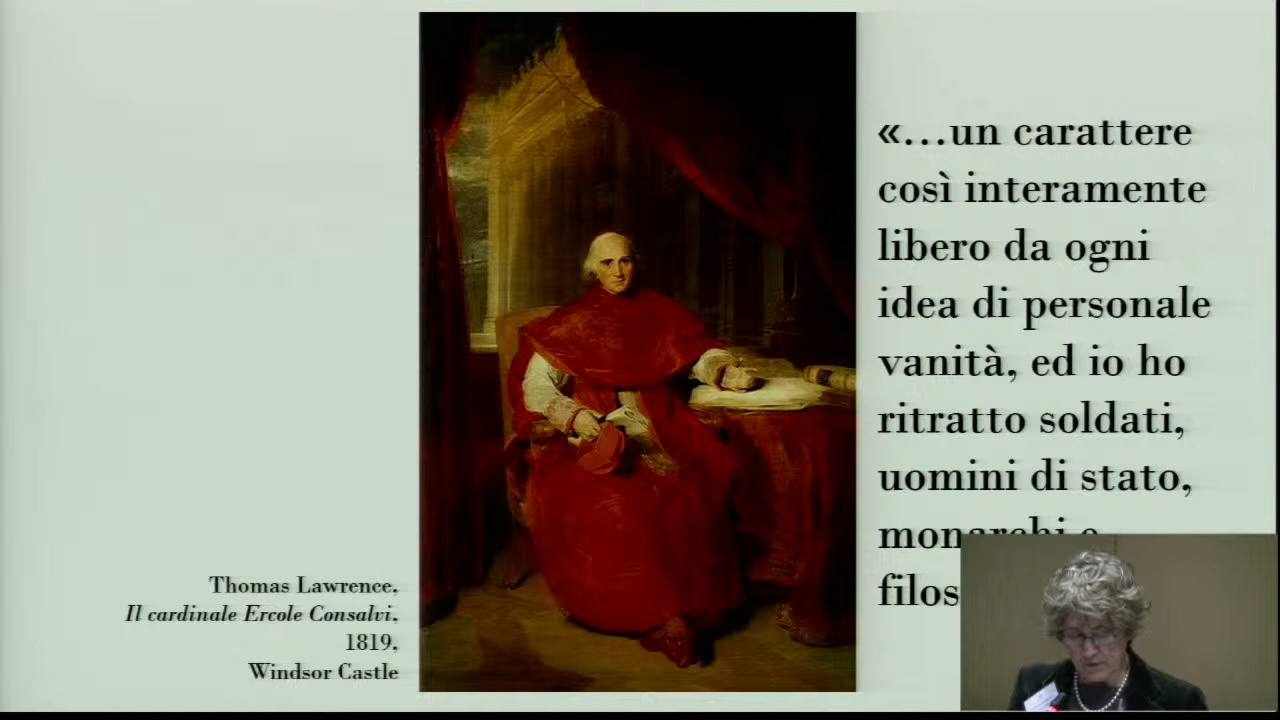 «…un carattere
così interamente
libero da ogni
idea di personale
vanità, ed io ho
ritratto soldati,
uomini di stato,
monarchi e
filos
Thomas Lawrence,
Il cardinale Ercole Consalvi,
1819,
Windsor Castle